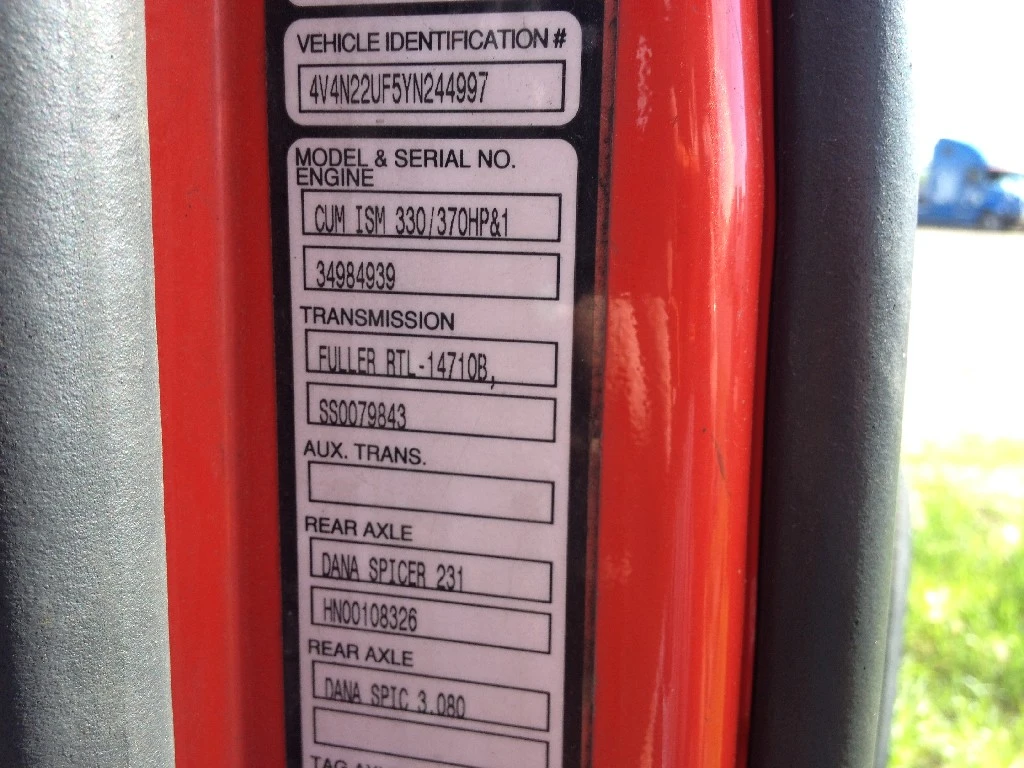 VEHICLE IDENTIFICATION #
4V4N22UF5YN244997
MODEL & SERIAL NO.
ENGINE
CUM ISM 330/370HP&1
34984939
TRANSMISSION
FULLER RTL-14710B,
SS0079843
AUX. TRANS.
REAR AXLE
DANA SPICER 231
HN00108326
REAR AXLE
DANA SPIC 3.080
TAG